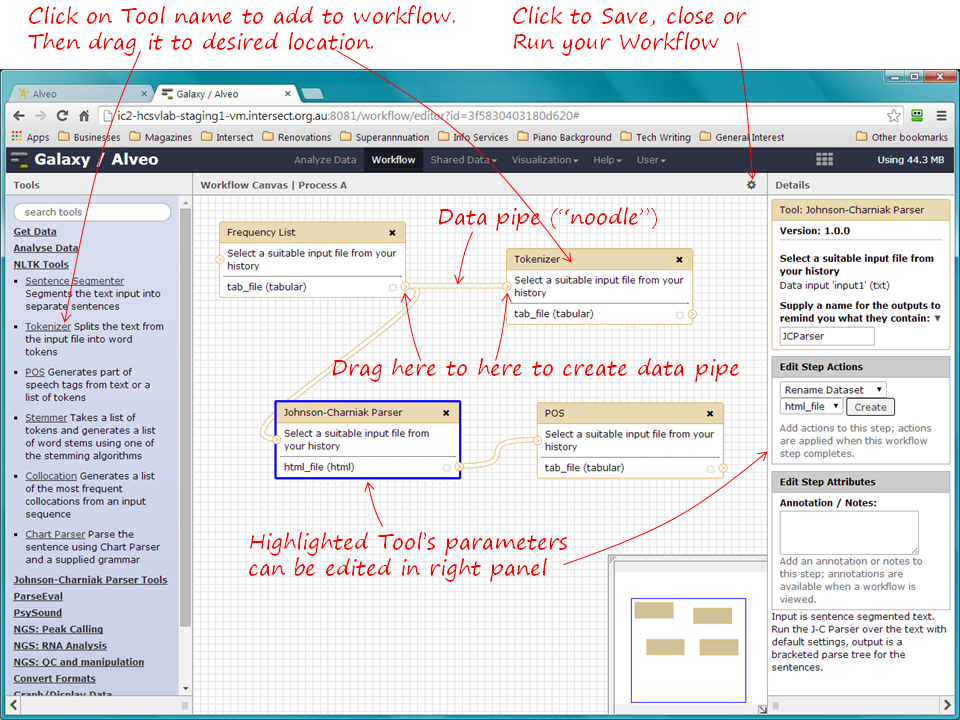 Click on Tool name to add to workflow.
Then drag it to desired location.
Click to Save, close or
Run your Workflow
Alveo
Galaxy / Alveo
ic2-hcsvlab-staging1-vm.intersect.org.au:8081/workflow/editor?id=3f5830403180d620#
Apps
Businesses
Magazines
Intersect
Renovations
Superannnuation
Info Services
Piano Background
Tech Writing
General Interest
Other bookmarks
Galaxy / Alveo
Analyze Data
Workflow
Shared Data
Visualization
Help
User
Using 44.3 MB
Tools
search tools
Get Data
Analyse Data
NLTK Tools
Sentence Segmenter
Segments the text input into
separate sentences
Tokenizer Splits the text from
the input file into word
tokens
POS Generates part of
speech tags from text or a
list of tokens
Stemmer Takes a list of
tokens and generates a list
of word stems using one of
the stemming algorithms
Collocation Generates a list
of the most frequent
collocations from an input
sequence
Chart Parser Parse the
sentence using Chart Parser
and a supplied grammar
Johnson-Charniak Parser Tools
ParseEval
PsySound
NGS: Peak Calling
NGS: RNA Analysis
NGS: QC and manipulation
Convert Formats
Graph/Display Data
Workflow Canvas | Process A
Frequency List
Select a suitable input file from your
history
tab_file (tabular)
Data pipe ("noodle")
Tokenizer
Select a suitable input file from your
history
tab_file (tabular)
Drag here to here to create data pipe
Johnson-Charniak Parser
Select a suitable input file from
your history
html_file (html)
POS
Select a suitable input file from your
history
tab_file (tabular)
Highlighted Tool's parameters
can be edited in right panel
Details
Tool: Johnson-Charniak Parser
Version: 1.0.0
Select a suitable input file from
your history
Data input 'input1' (txt)
Supply a name for the outputs to
remind you what they contain:
JCParser
Edit Step Actions
Rename Dataset
html_file
Create
Add actions to this step; actions
are applied when this workflow
step completes.
Edit Step Attributes
Annotation / Notes:
Add an annotation or notes to
this step; annotations are
available when a workflow is
viewed.
Input is sentence segmented text.
Run the J-C Parser over the text with
default settings, output is a
bracketed parse tree for the
sentences.